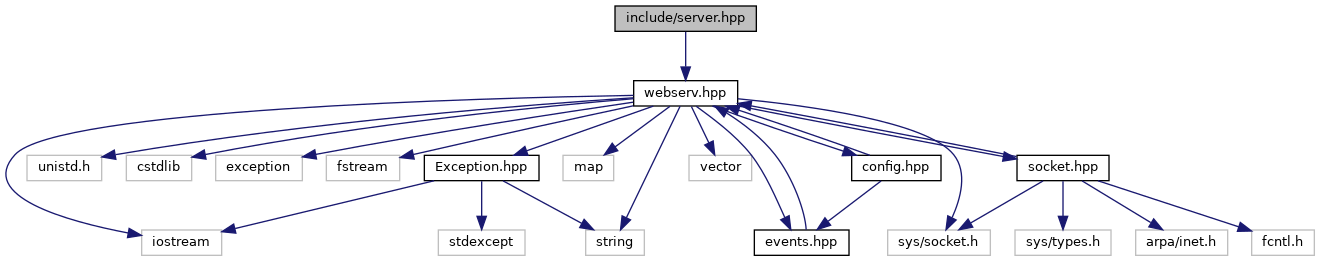 include/server.hpp
webserv.hpp
unistd.h
cstdlib
exception
fstream
Exception.hpp
map
vector
config.hpp
socket.hpp
iostream
stdexcept
string
events.hpp
sys/socket.h
sys/types.h
arpa/inet.h
fcntl.h